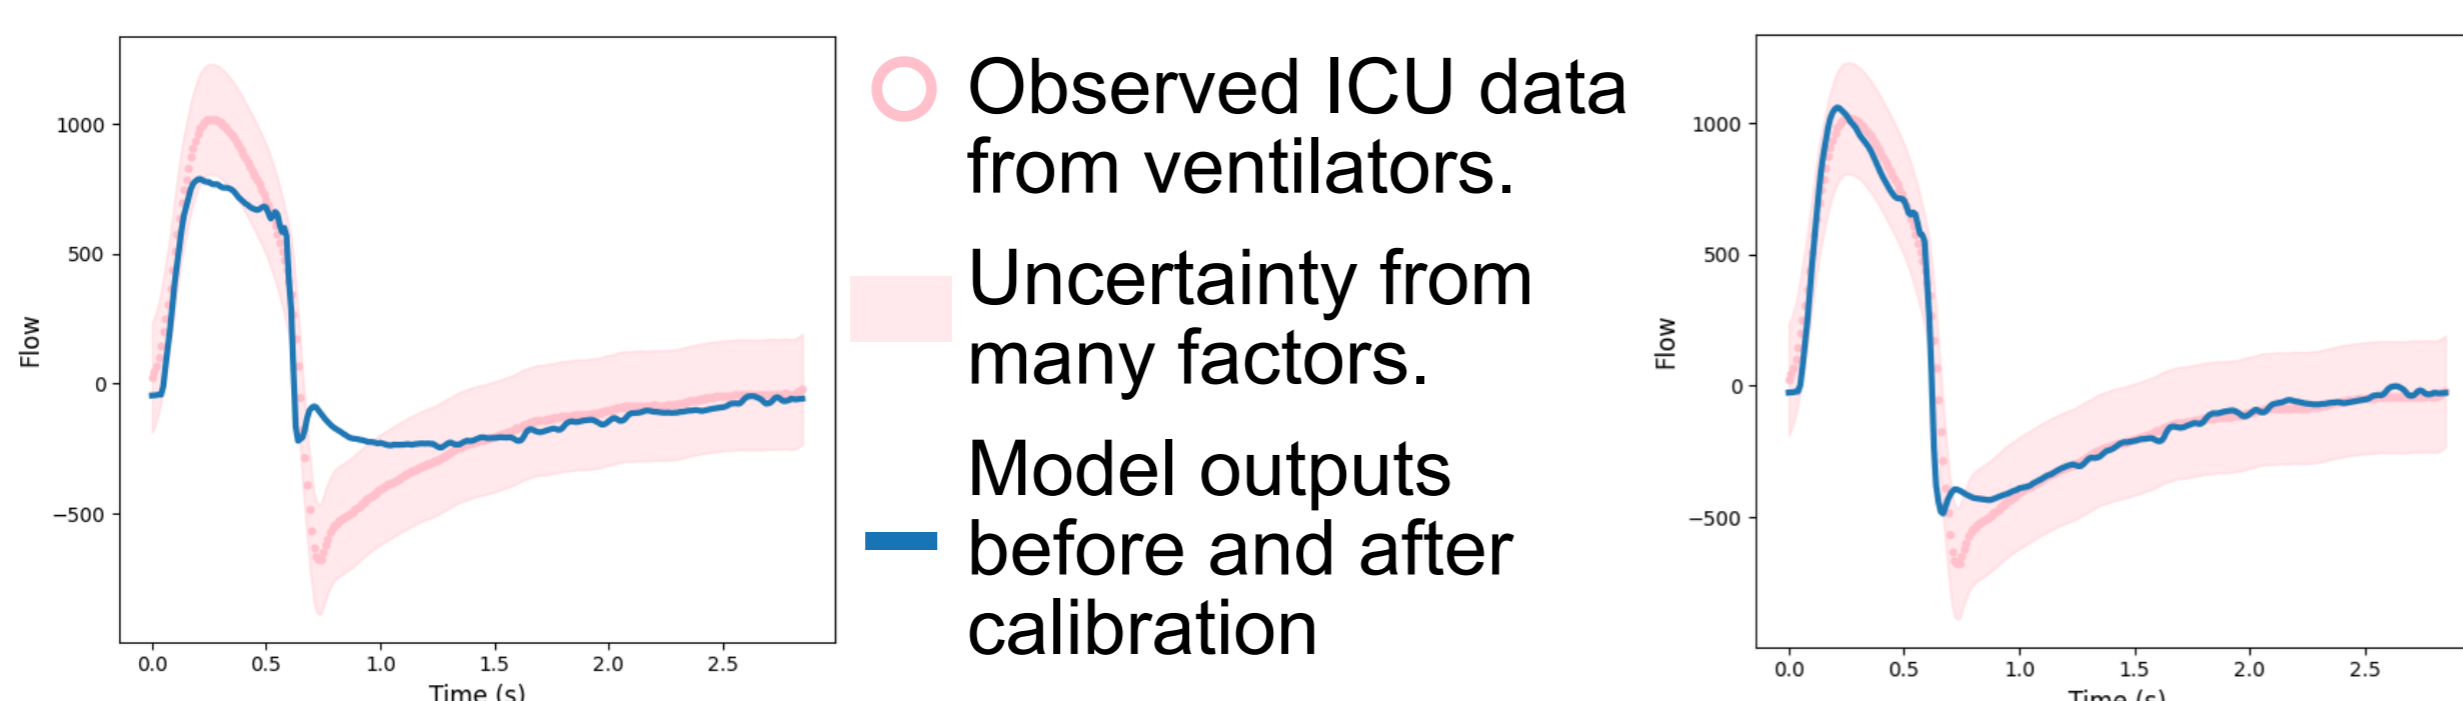 1000
500
0
−500
Flow
0.0 0.5 1.0 1.5 2.0 2.5
Time (s)
Observed ICU data
from ventilators.
Uncertainty from
many factors.
Model outputs
before and after
calibration
1000
500
0
−500
Flow
0.0 0.5 1.0 1.5 2.0 2.5
Time (s)